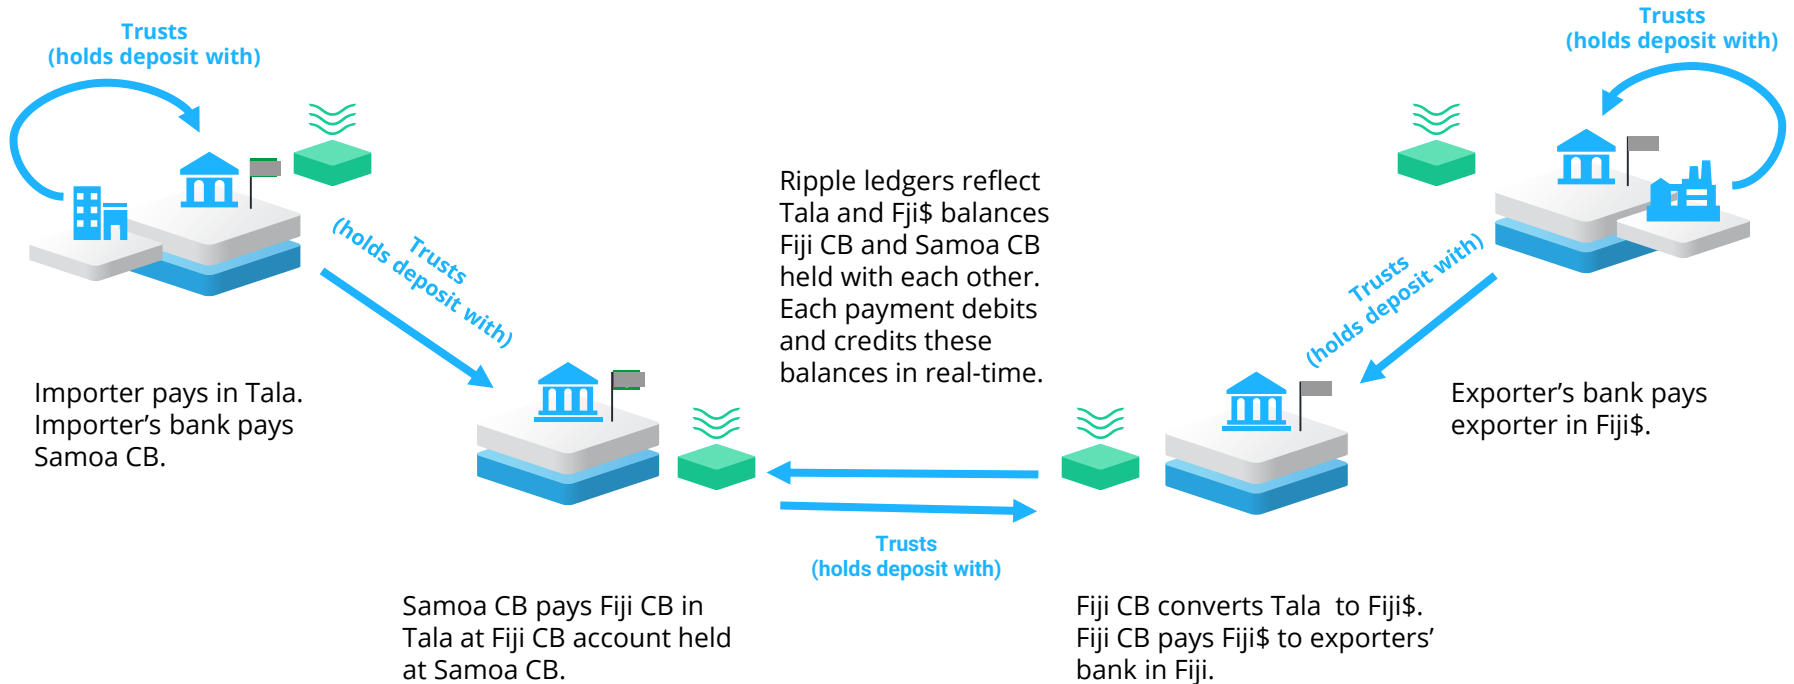 Trusts
(holds deposit with)
Trusts
(holds deposit with)
Trusts
(holds deposit with)
Ripple ledgers reflect
Tala and Fji$ balances
Fiji CB and Samoa CB
held with each other.
Each payment debits
and credits these
balances in real-time.
Trusts
(holds deposit with)
Importer pays in Tala.
Importer’s bank pays
Samoa CB.
Exporter’s bank pays
exporter in Fiji$.
Trusts
(holds deposit with)
Samoa CB pays Fiji CB in
Tala at Fiji CB account held
at Samoa CB.
Fiji CB converts Tala  to Fiji$.
Fiji CB pays Fiji$ to exporters’
bank in Fiji.